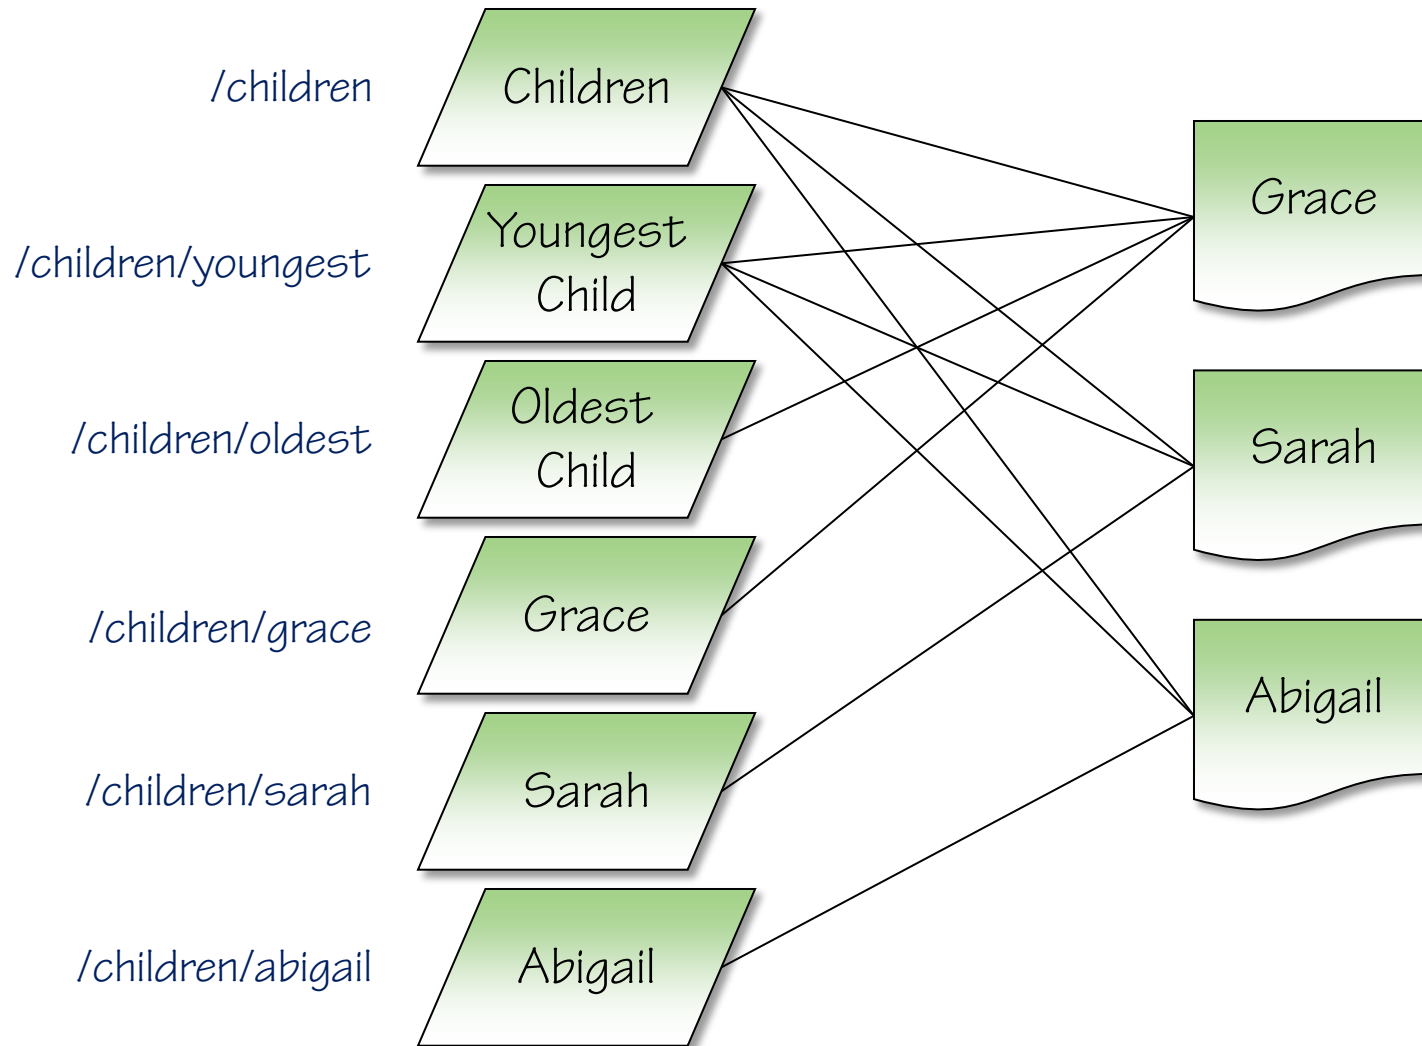 /children
Children
/children/youngest
Youngest
Child
/children/oldest
Oldest
Child
/children/grace
Grace
/children/sarah
Sarah
/children/abigail
Abigail
Grace
Sarah
Abigail